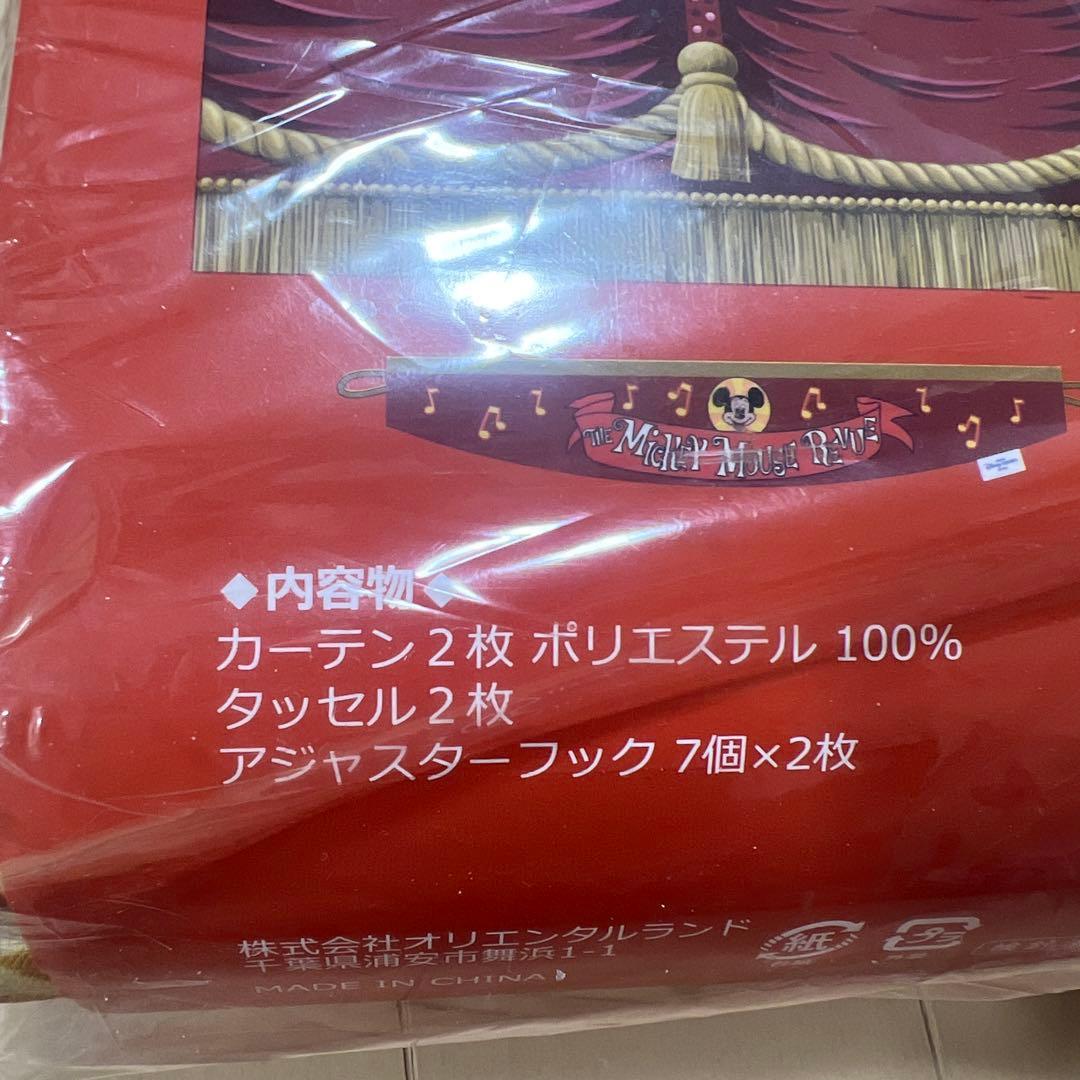 THE MICKEY MOUSE REVUE
◆内容物◆
カーテン２枚 ポリエステル 100%
タッセル２枚
アジャスターフック 7個×2枚
株式会社オリエンタルランド
千葉県浦安市舞浜1-1
MADE IN CHINA
紙
プラ